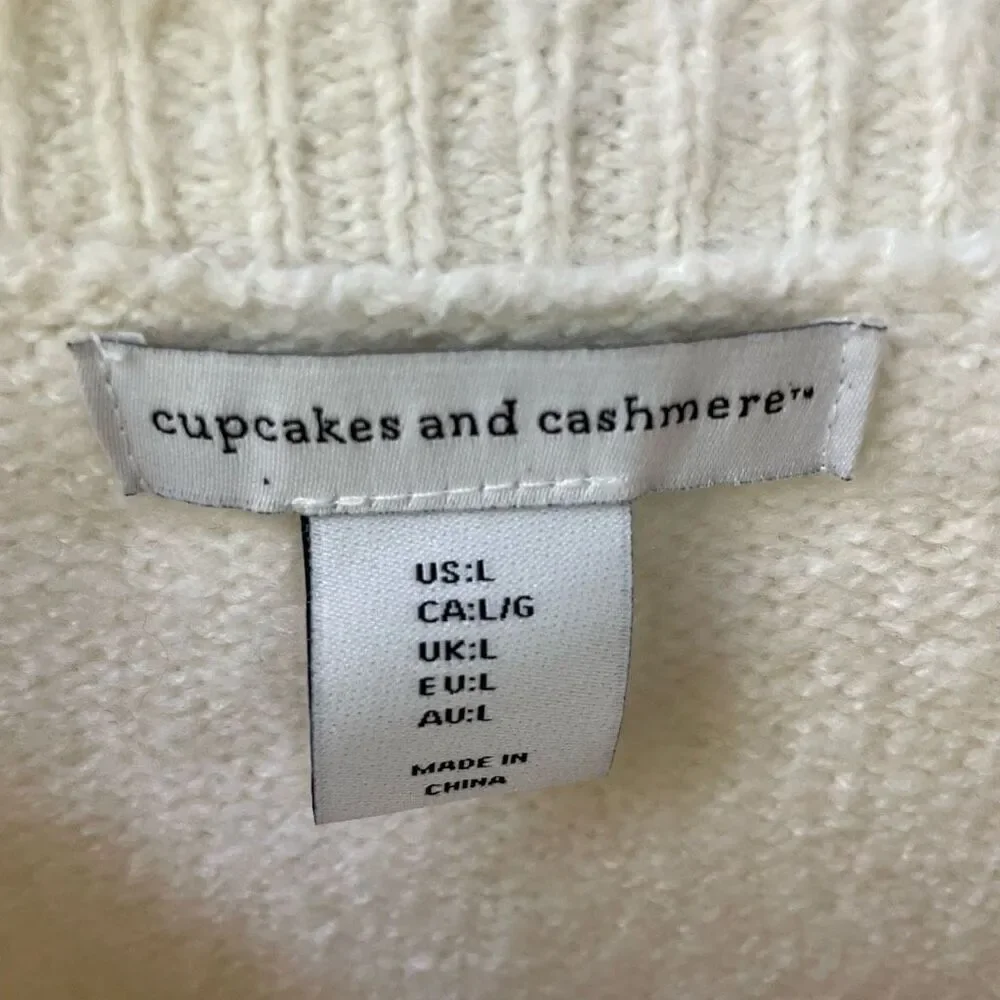 cupcakes and cashmere™
US:L
CA:L/G
UK:L
EU:L
AU:L
MADE IN
CHINA